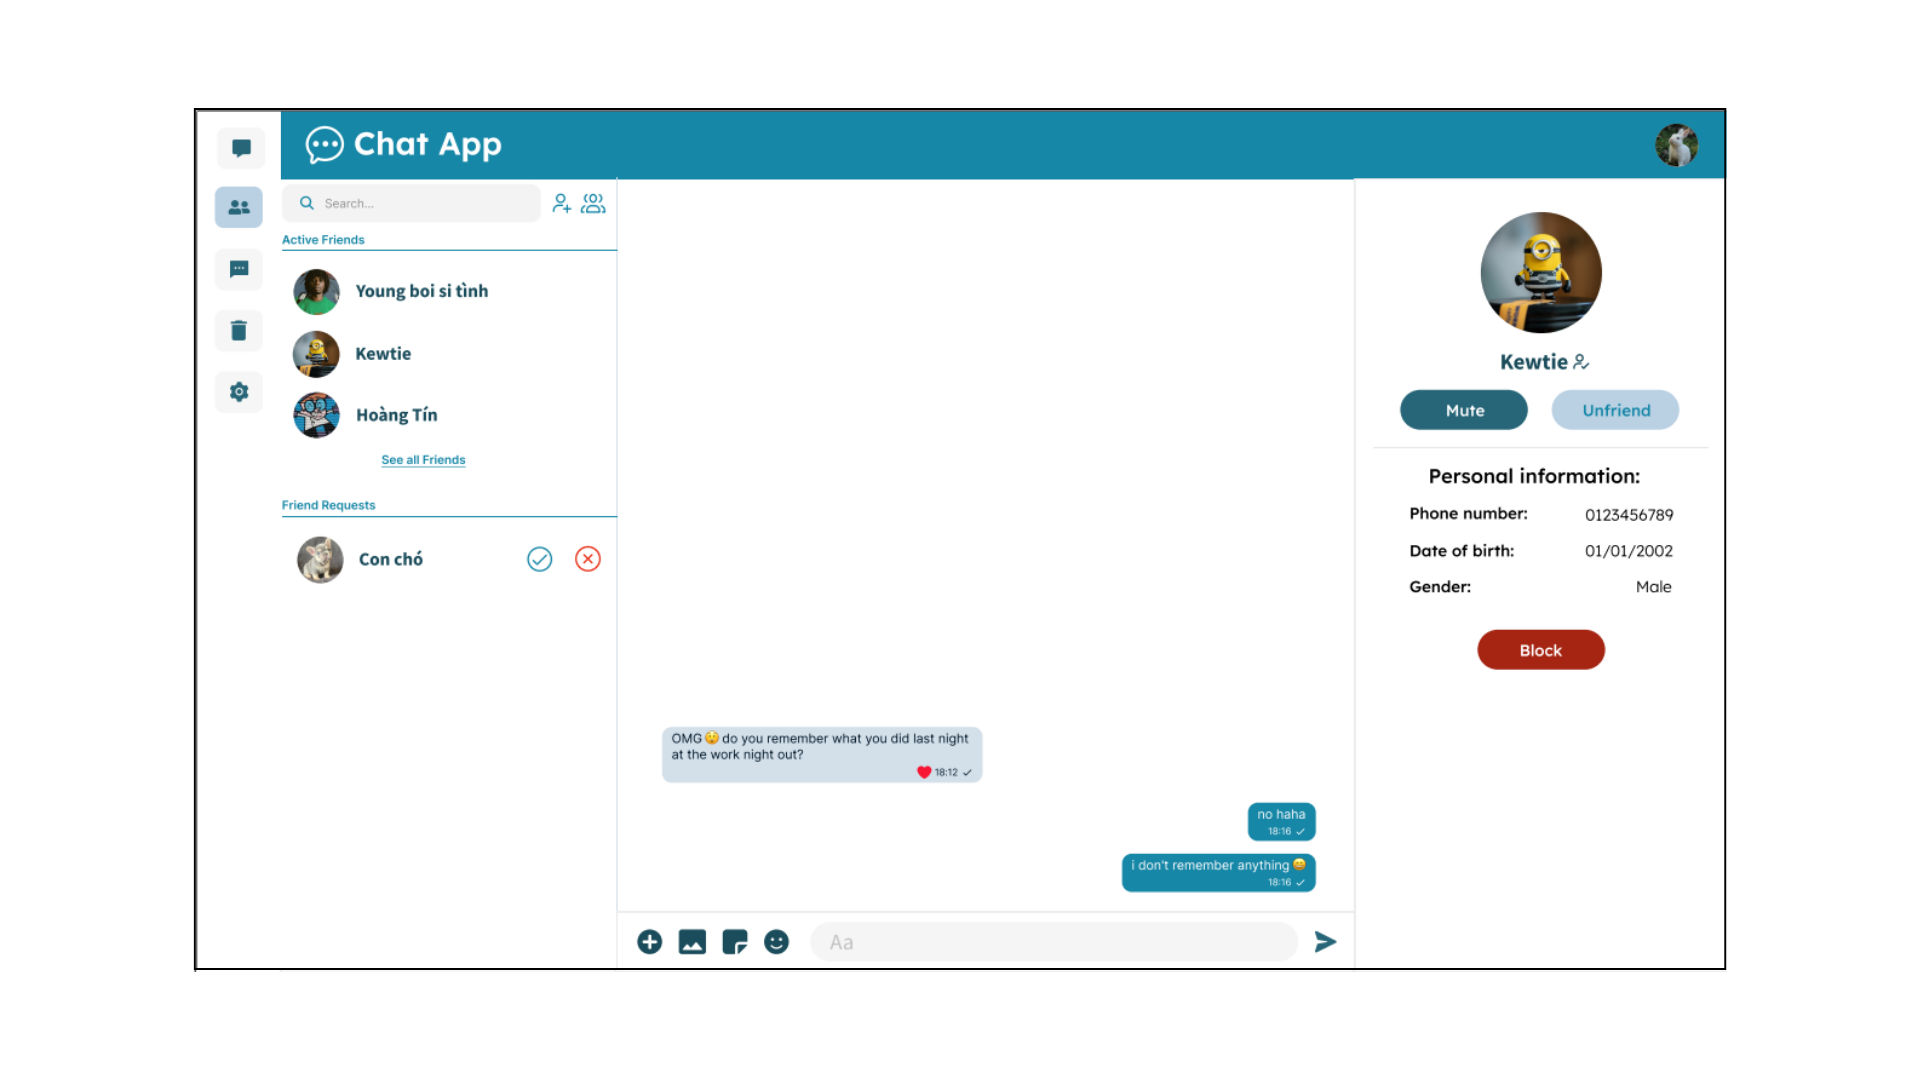 Chat App
Search...
Active Friends
Young boi si tình
Kewtie
Hoàng Tín
See all Friends
Friend Requests
Con chó
OMG 😲 do you remember what you did last night
at the work night out?
❤️ 18:12 ✓
no haha
18:16 ✓
i don't remember anything 😄
18:16 ✓
Aa
Kewtie
Mute Unfriend
Personal information:
Phone number: 0123456789
Date of birth: 01/01/2002
Gender: Male
Block